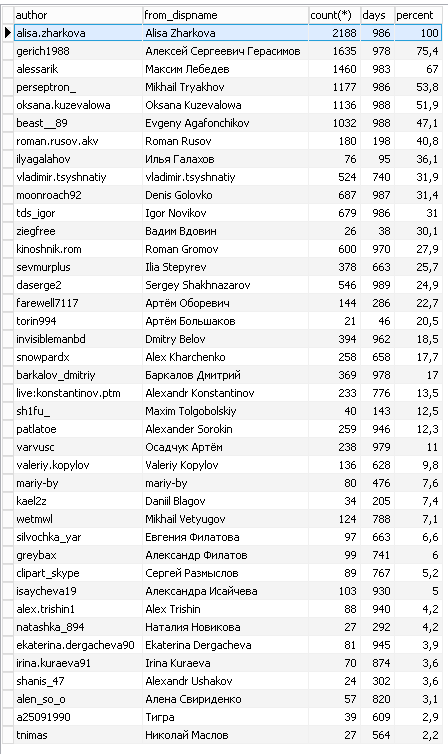 author from_dispname count(*) days percent
alisa.zharkova Alisa Zharkova 2188 986 100
gerich1988 Алексей Сергеевич Герасимов 1635 978 75,4
alessarik Максим Лебедев 1460 983 67
perseptron_ Mikhail Tryakhov 1177 986 53,8
oksana.kuzevalowa Oksana Kuzevalowa 1136 988 51,9
beast__89 Evgeny Agafonchikov 1032 988 47,1
roman.rusov.akv Roman Rusov 180 198 40,8
ilyagalahov Илья Галахов 76 95 36,1
vladimir.tsyshnatiy vladimir.tsyshnatiy 524 740 31,9
moonroach92 Denis Golovko 687 987 31,4
tds_igor Igor Novikov 679 986 31
ziegfree Вадим Вдовин 26 38 30,1
kinoshnik.rom Roman Gromov 600 970 27,9
sevmurplus Ilia Stepyrev 378 663 25,7
daserge2 Sergey Shakhnazarov 546 989 24,9
farewell7117 Артём Оборевич 144 286 22,7
torin994 Артём Большаков 21 46 20,5
invisiblemanbd Dmitry Belov 394 962 18,5
snowpardx Alex Kharchenko 258 658 17,7
barkalov_dmitriy Баркалов Дмитрий 369 978 17
live:konstantinov.ptm Alexandr Konstantinov 233 776 13,5
sh1fu_ Maxim Tolgobolskiy 40 143 12,5
patlatoe Alexander Sorokin 259 946 12,3
varvusc Осадчук Артём 238 979 11
valeriy.kopylov Valeriy Kopylov 136 628 9,8
mariy-by mariy-by 80 476 7,6
kael2z Daniil Blagov 34 205 7,4
wetmwl Mikhail Vetyugov 124 788 7,1
silvochka_yar Евгения Филатова 97 663 6,6
greybax Александр Филатов 99 741 6
clipart_skype Сергей Размыслов 89 767 5,2
isaycheva19 Александра Исайчева 103 930 5
alex.trishin1 Alex Trishin 88 940 4,2
natashka_894 Наталия Новикова 27 292 4,2
ekaterina.dergacheva90 Ekaterina Dergacheva 81 945 3,9
irina.kuraeva91 Irina Kuraeva 70 874 3,6
shanis_47 Alexandr Ushakov 24 302 3,6
alen_so_o Алена Свириденко 57 820 3,1
a25091990 Тигра 39 609 2,9
tnimas Николай Маслов 27 564 2,2